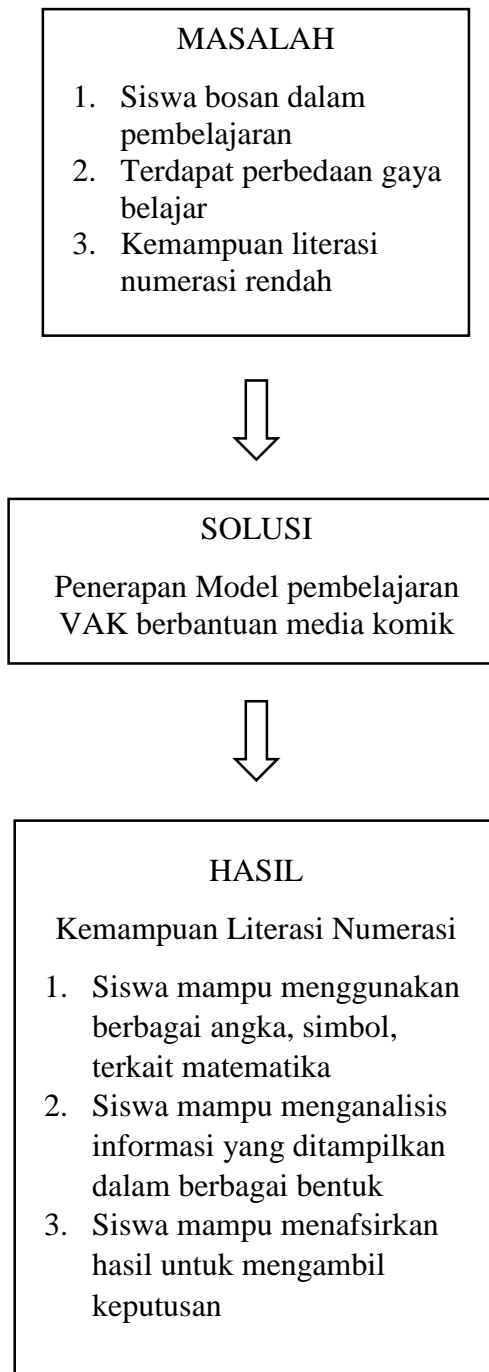 MASALAH
1. Siswa bosan dalam
pembelajaran
2. Terdapat perbedaan gaya
belajar
3. Kemampuan literasi
numerasi rendah
SOLUSI
Penerapan Model pembelajaran
VAK berbantuan media komik
HASIL
Kemampuan Literasi Numerasi
1. Siswa mampu menggunakan
berbagai angka, simbol,
terkait matematika
2. Siswa mampu menganalisis
informasi yang ditampilkan
dalam berbagai bentuk
3. Siswa mampu menafsirkan
hasil untuk mengambil
keputusan